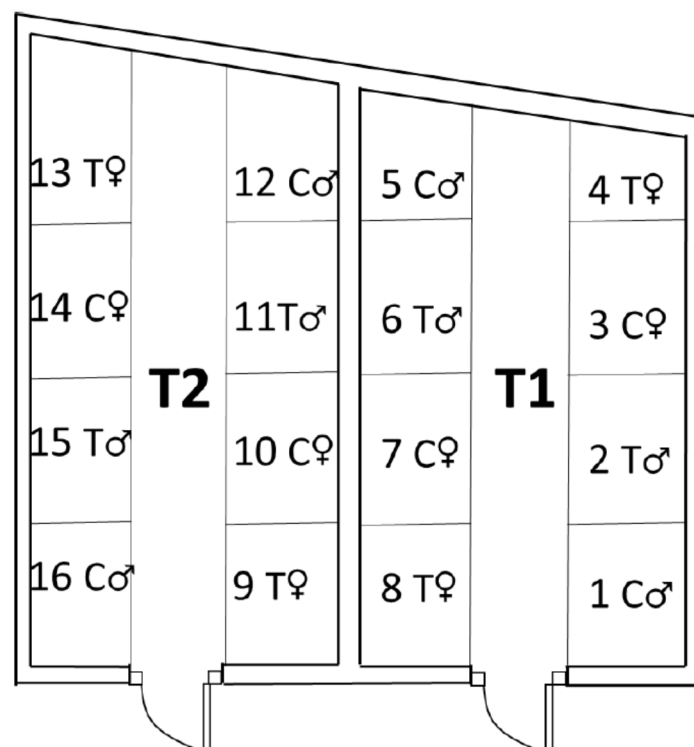 13 T♀
12 C♂
5 C♂
4 T♀
14 C♀
11T♂
6 T♂
3 C♀
T2
T1
15 T♂
10 C♀
7 C♀
2 T♂
16 C♂
9 T♀
8 T♀
1 C♂